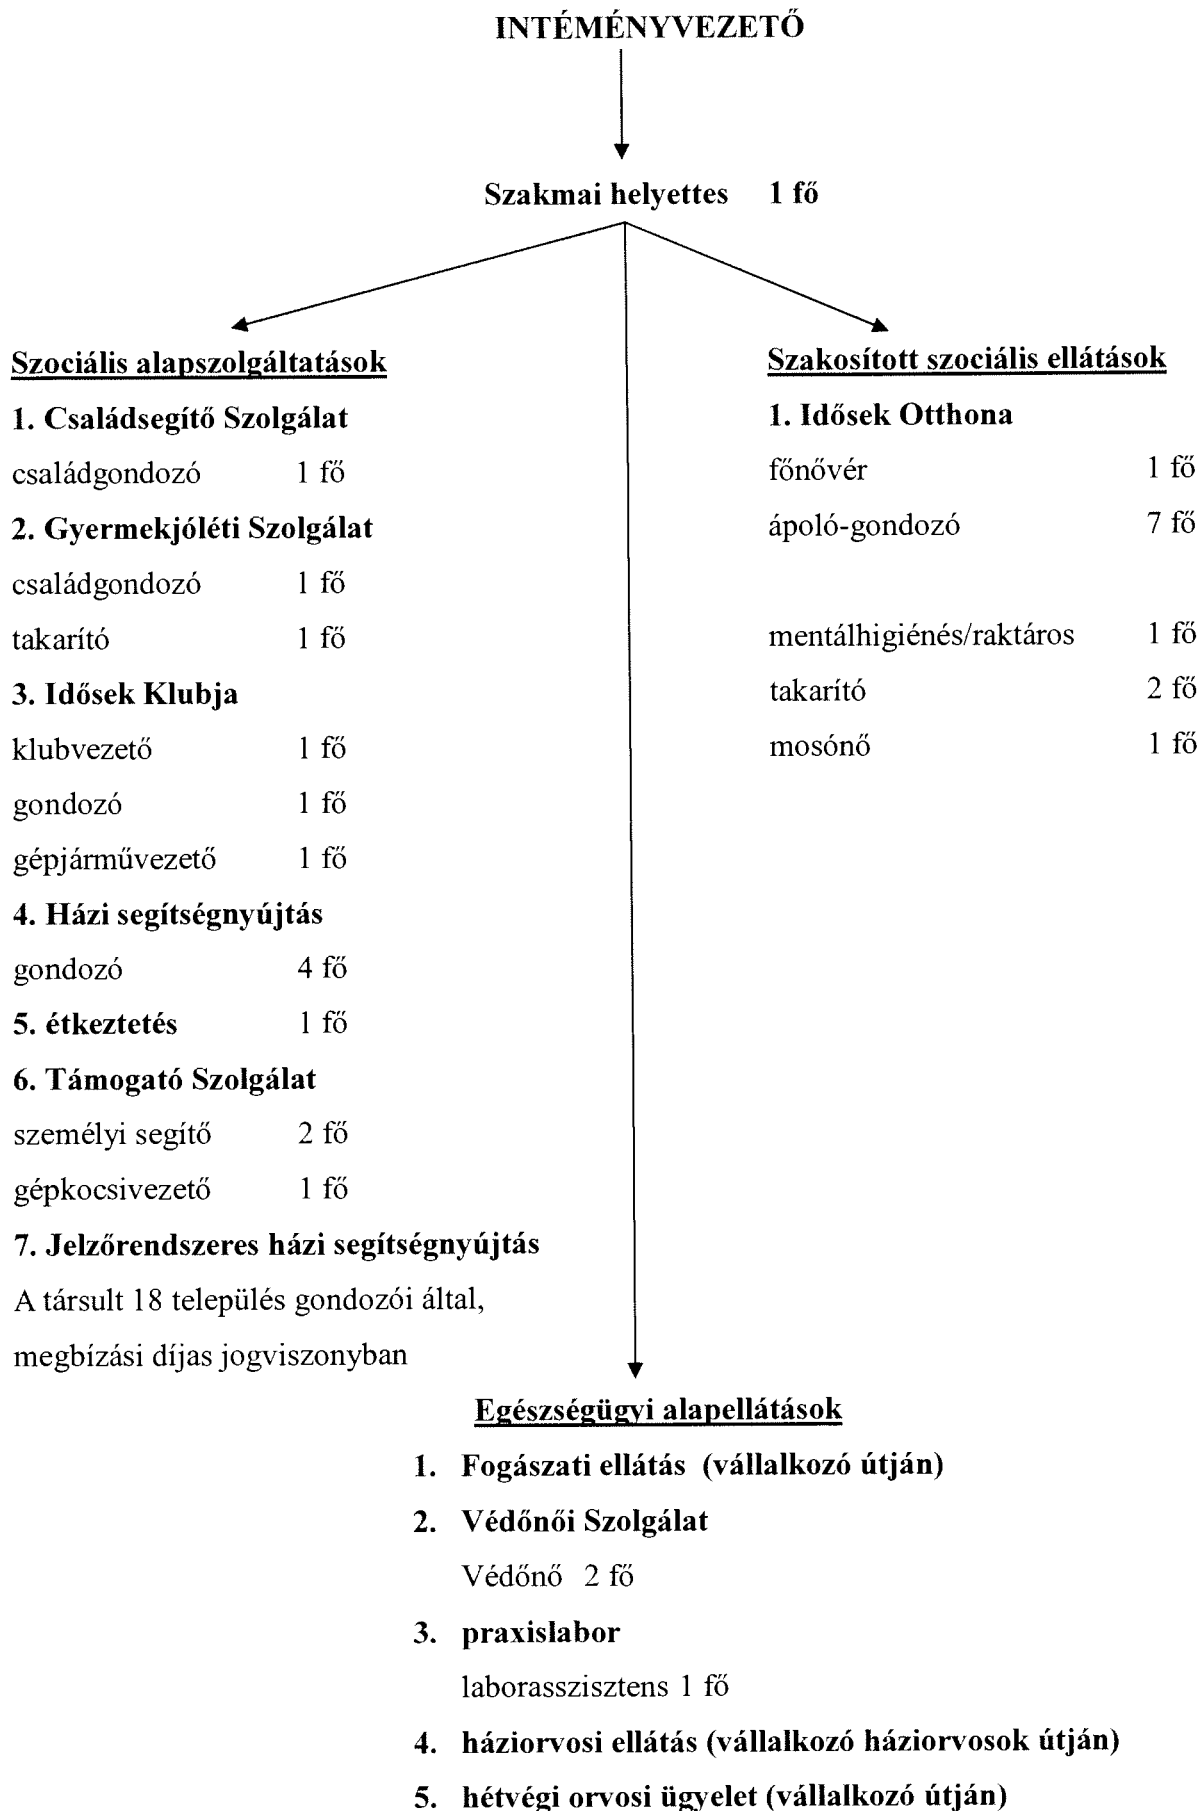 INTÉMÉNYVEZETŐ
Szakmai helyettes 1 fő
Szociális alapszolgáltatások
1. Családsegítő Szolgálat
családgondozó 1 fő
2. Gyermekjóléti Szolgálat
családgondozó 1 fő
takarító 1 fő
3. Idősek Klubja
klubvezető 1 fő
gondozó 1 fő
gépjárművezető 1 fő
4. Házi segítségnyújtás
gondozó 4 fő
5. étkeztetés 1 fő
6. Támogató Szolgálat
személyi segítő 2 fő
gépkocsivezető 1 fő
7. Jelzőrendszeres házi segítségnyújtás
A társult 18 település gondozói által,
megbízási díjas jogviszonyban
Szakosított szociális ellátások
1. Idősek Otthona
főnővér 1 fő
ápoló-gondozó 7 fő
mentálhigiénés/raktáros 1 fő
takarító 2 fő
mosónő 1 fő
Egészségügyi alapellátások
1. Fogászati ellátás (vállalkozó útján)
2. Védőnői Szolgálat
Védőnő 2 fő
3. praxislabor
laborasszisztens 1 fő
4. háziorvosi ellátás (vállalkozó háziorvosok útján)
5. hétvégi orvosi ügyelet (vállalkozó útján)